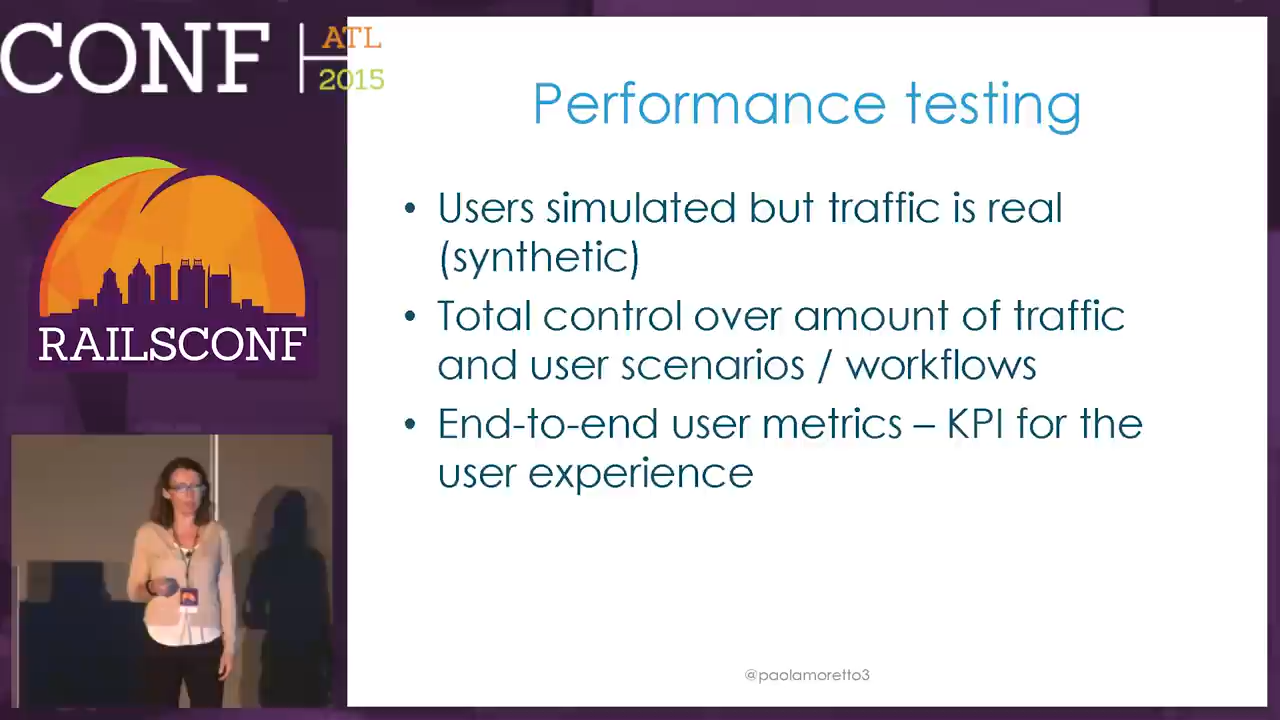 CONF
ATL
2015
RAILSCONF
Performance testing
• Users simulated but traffic is real
(synthetic)
• Total control over amount of traffic
and user scenarios / workflows
• End-to-end user metrics – KPI for the
user experience
@paolamoretto3